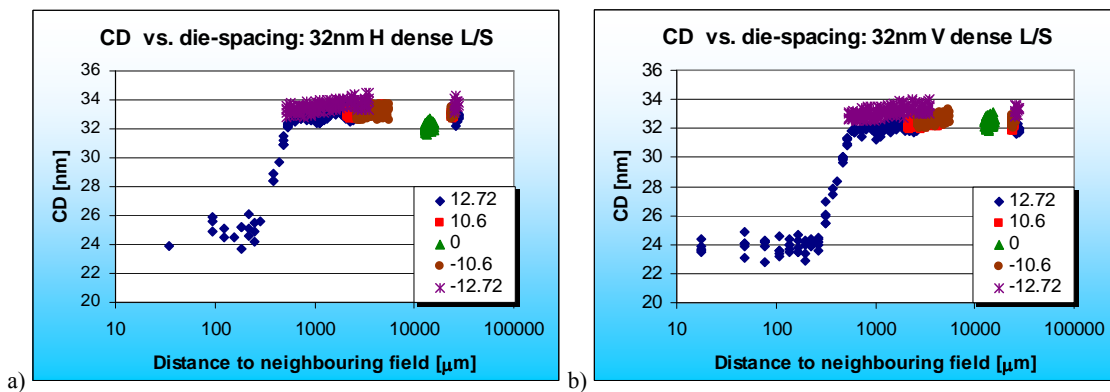 CD vs. die-spacing: 32nm H dense L/S
36
34
32
30
28
26
24
22
20
CD [nm]
12.72
10.6
0
-10.6
-12.72
10 100 1000 10000 100000
Distance to neighbouring field [μm]
a)
CD vs. die-spacing: 32nm V dense L/S
36
34
32
30
28
26
24
22
20
CD [nm]
12.72
10.6
0
-10.6
-12.72
10 100 1000 10000 100000
Distance to neighbouring field [μm]
b)